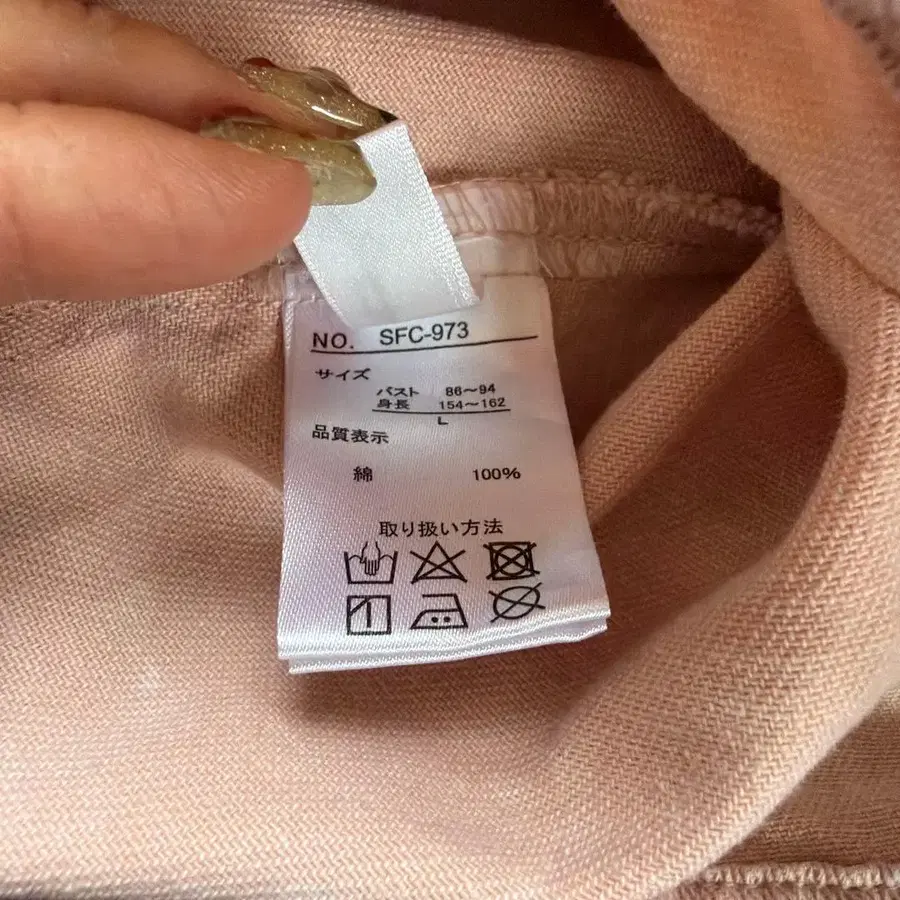 NO. SFC-973
サイズ
バスト 86～94
身長 154～162
L
品質表示
綿 100%
取り扱い方法